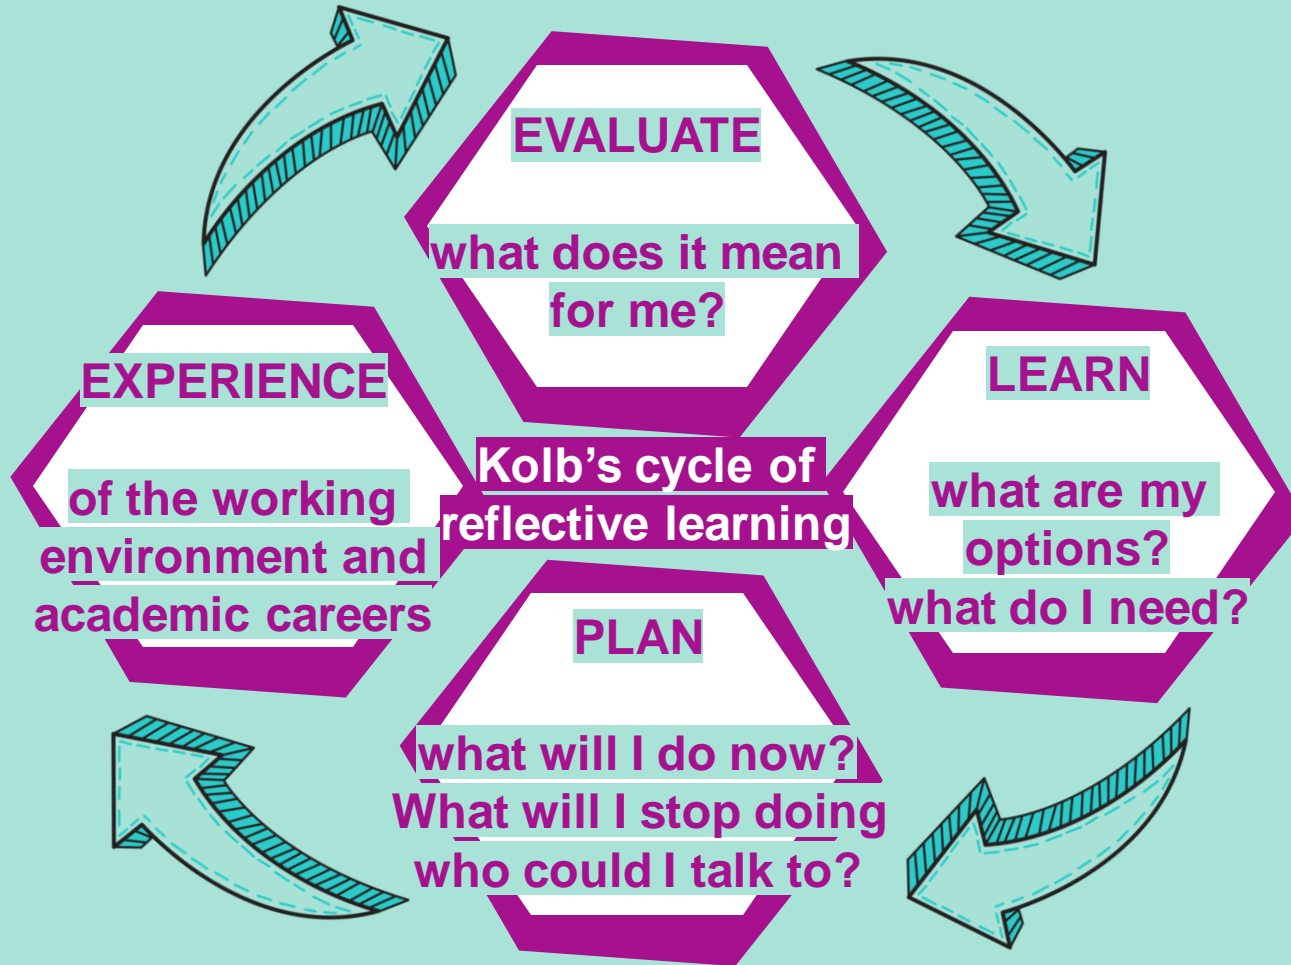 EVALUATE
what does it mean
for me?
EXPERIENCE
of the working
environment and
academic careers
Kolb’s cycle of
reflective learning
LEARN
what are my
options?
what do I need?
PLAN
what will I do now?
What will I stop doing
who could I talk to?